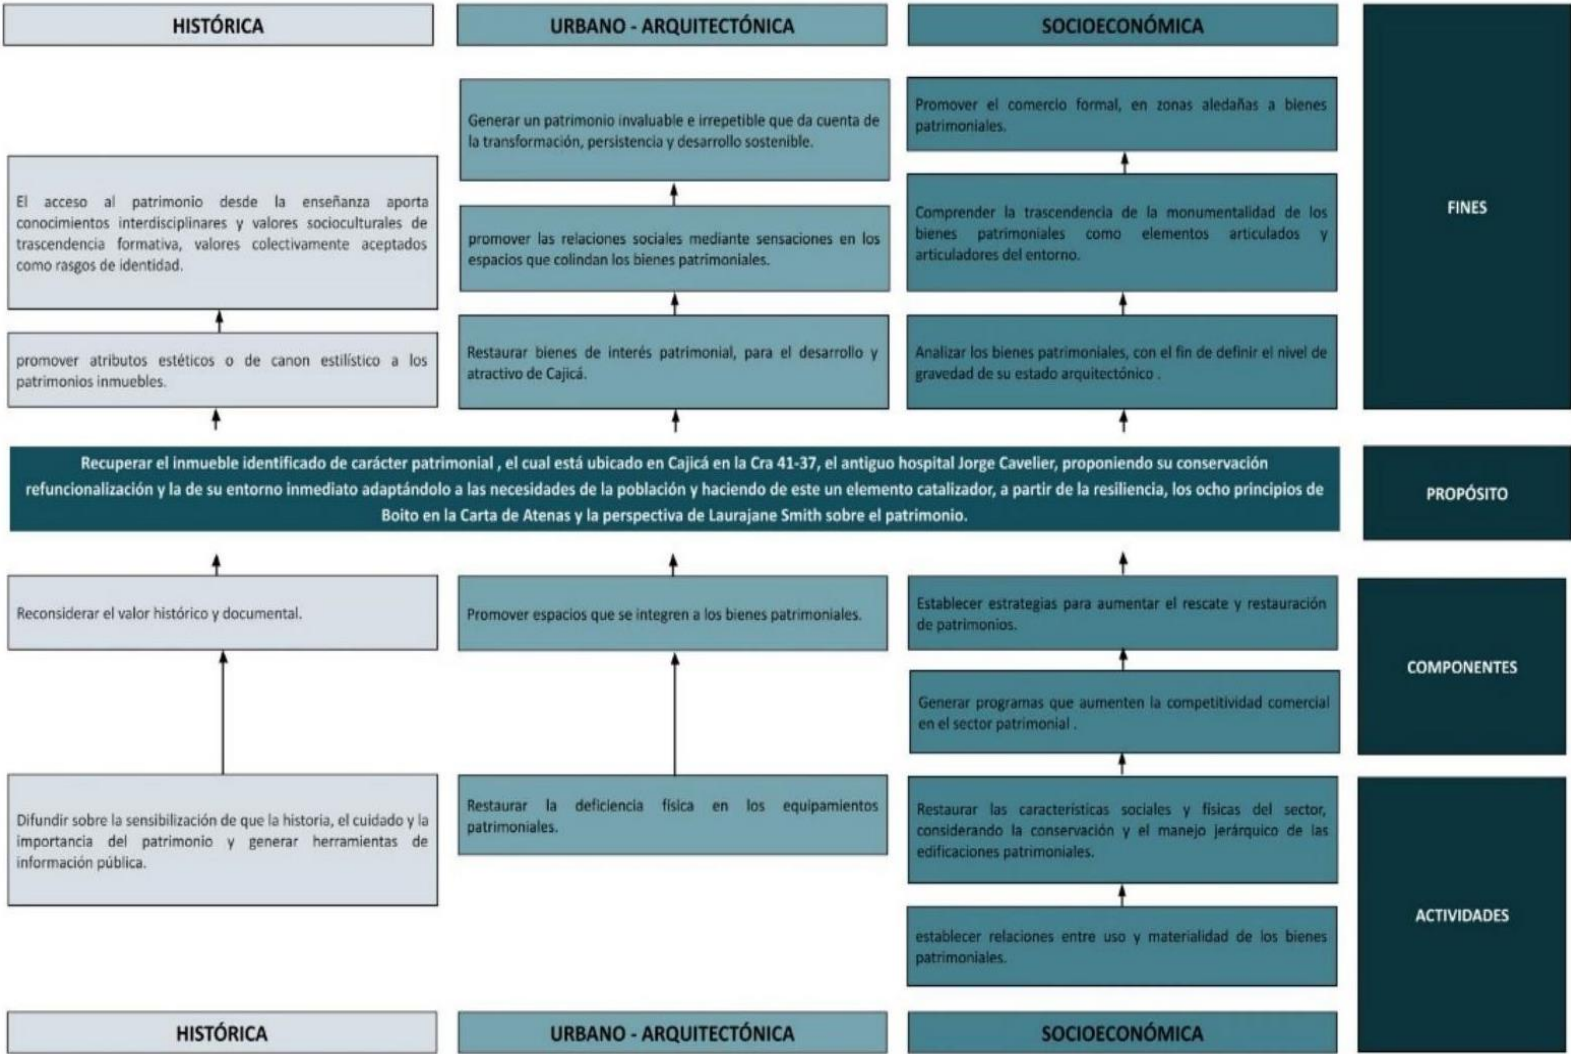 HISTÓRICA
URBANO - ARQUITECTÓNICA
SOCIOECONÓMICA
Generar un patrimonio invaluable e irrepetible que da cuenta de
la transformación, persistencia y desarrollo sostenible.
Promover el comercio formal, en zonas aledañas a bienes
patrimoniales.
El acceso al patrimonio desde la enseñanza aporta
conocimientos interdisciplinares y valores socioculturales de
trascendencia formativa, valores colectivamente aceptados
como rasgos de identidad.
promover las relaciones sociales mediante sensaciones en los
espacios que colindan los bienes patrimoniales.
Comprender la trascendencia de la monumentalidad de los
bienes patrimoniales como elementos articulados y
articuladores del entorno.
FINES
promover atributos estéticos o de canon estilístico a los
patrimonios inmuebles.
Restaurar bienes de interés patrimonial, para el desarrollo y
atractivo de Cajicá.
Analizar los bienes patrimoniales, con el fin de definir el nivel de
gravedad de su estado arquitectónico .
Recuperar el inmueble identificado de carácter patrimonial , el cual está ubicado en Cajicá en la Cra 41-37, el antiguo hospital Jorge Cavelier, proponiendo su conservación
refuncionalización y la de su entorno inmediato adaptándolo a las necesidades de la población y haciendo de este un elemento catalizador, a partir de la resiliencia, los ocho principios de
Boito en la Carta de Atenas y la perspectiva de Laurajane Smith sobre el patrimonio.
PROPÓSITO
Reconsiderar el valor histórico y documental.
Promover espacios que se integren a los bienes patrimoniales.
Establecer estrategias para aumentar el rescate y restauración
de patrimonios.
Generar programas que aumenten la competitividad comercial
en el sector patrimonial .
COMPONENTES
Difundir sobre la sensibilización de que la historia, el cuidado y la
importancia del patrimonio y generar herramientas de
información pública.
Restaurar la deficiencia física en los equipamientos
patrimoniales.
Restaurar las características sociales y físicas del sector,
considerando la conservación y el manejo jerárquico de las
edificaciones patrimoniales.
establecer relaciones entre uso y materialidad de los bienes
patrimoniales.
ACTIVIDADES
HISTÓRICA
URBANO - ARQUITECTÓNICA
SOCIOECONÓMICA